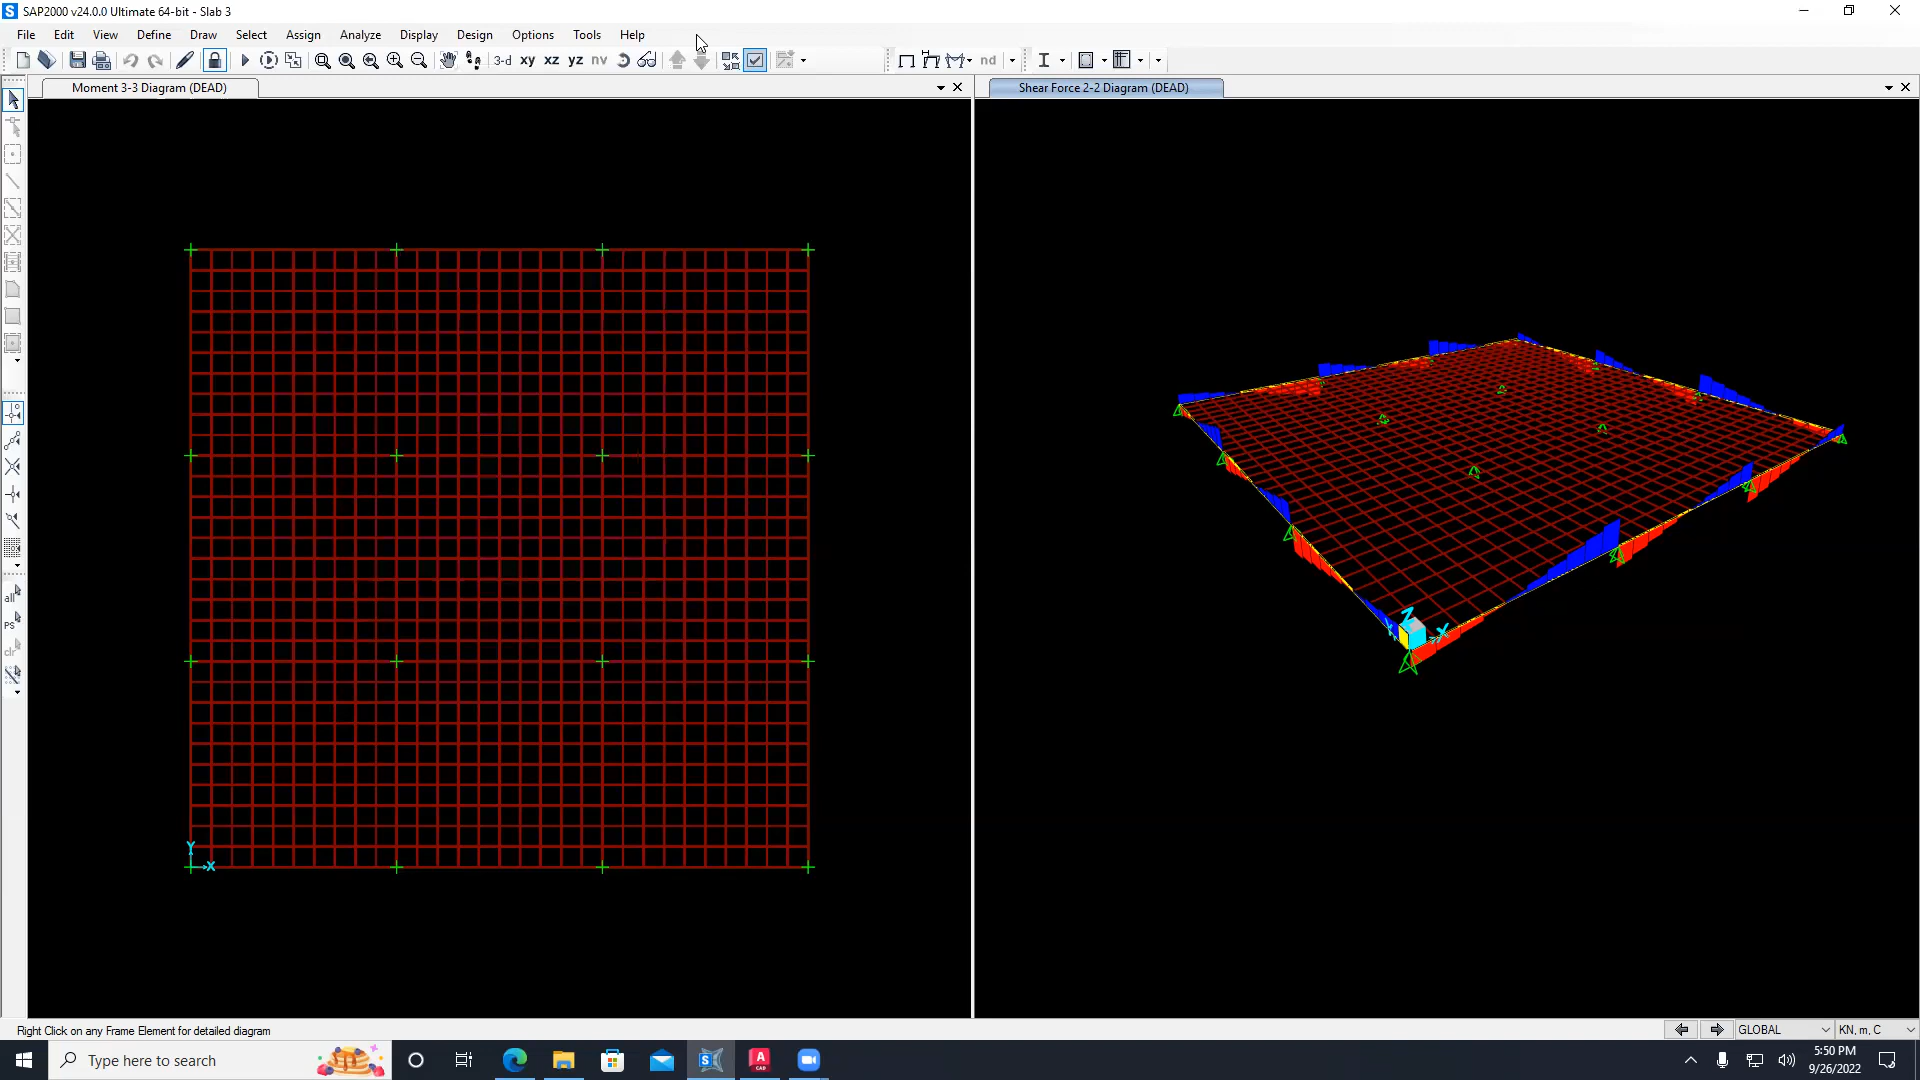 SAP2000 v24.0.0 Ultimate 64-bit - Slab 3
File Edit View Define Draw Select Assign Analyze Display Design Options Tools Help
3-d xy xz yz nv nd
Moment 3-3 Diagram (DEAD)
Shear Force 2-2 Diagram (DEAD)
all
PS
clr
Z
X
Y
Y
X
Right Click on any Frame Element for detailed diagram
GLOBAL
KN, m, C
Type here to search
5:50 PM
9/26/2022